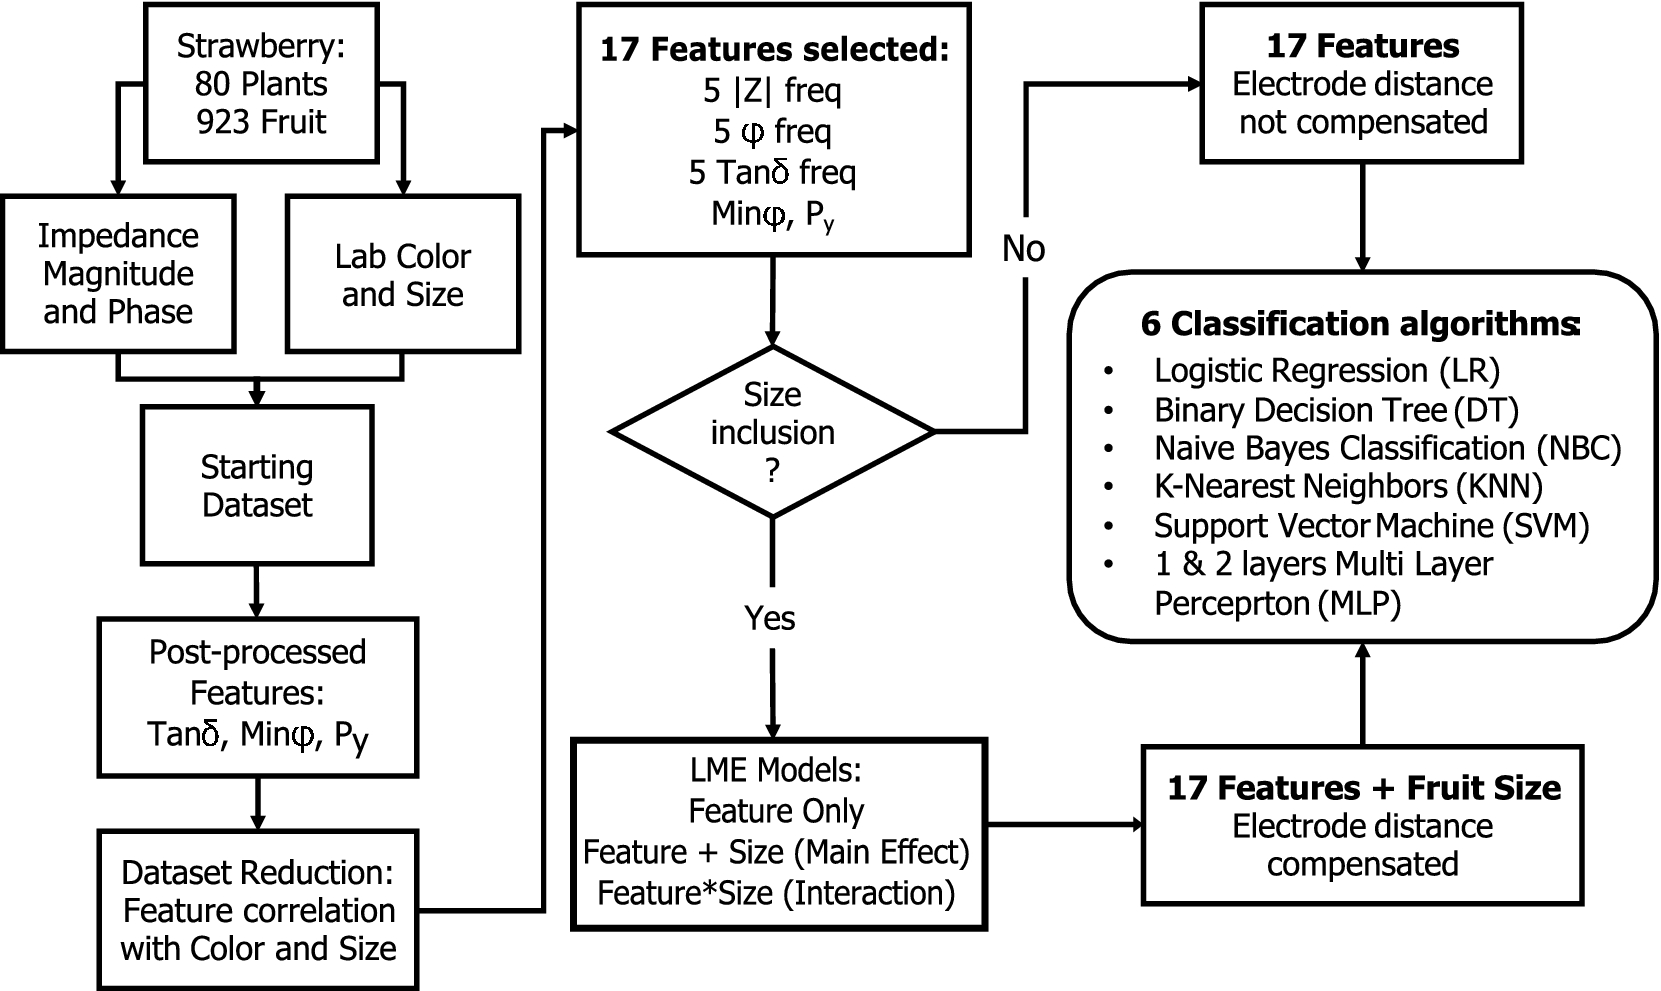 Strawberry:
80 Plants
923 Fruit
Impedance
Magnitude
and Phase
Lab Color
and Size
Starting
Dataset
Post-processed
Features:
Tanδ, Minφ, Py
Dataset Reduction:
Feature correlation
with Color and Size
17 Features selected:
5 |Z| freq
5 φ freq
5 Tanδ freq
Minφ, Py
Size
inclusion
?
No
Yes
LME Models:
Feature Only
Feature + Size (Main Effect)
Feature*Size (Interaction)
17 Features
Electrode distance
not compensated
17 Features + Fruit Size
Electrode distance
compensated
6 Classification algorithms:
• Logistic Regression (LR)
• Binary Decision Tree (DT)
• Naive Bayes Classification (NBC)
• K-Nearest Neighbors (KNN)
• Support Vector Machine (SVM)
• 1 & 2 layers Multi Layer
Perceprton (MLP)